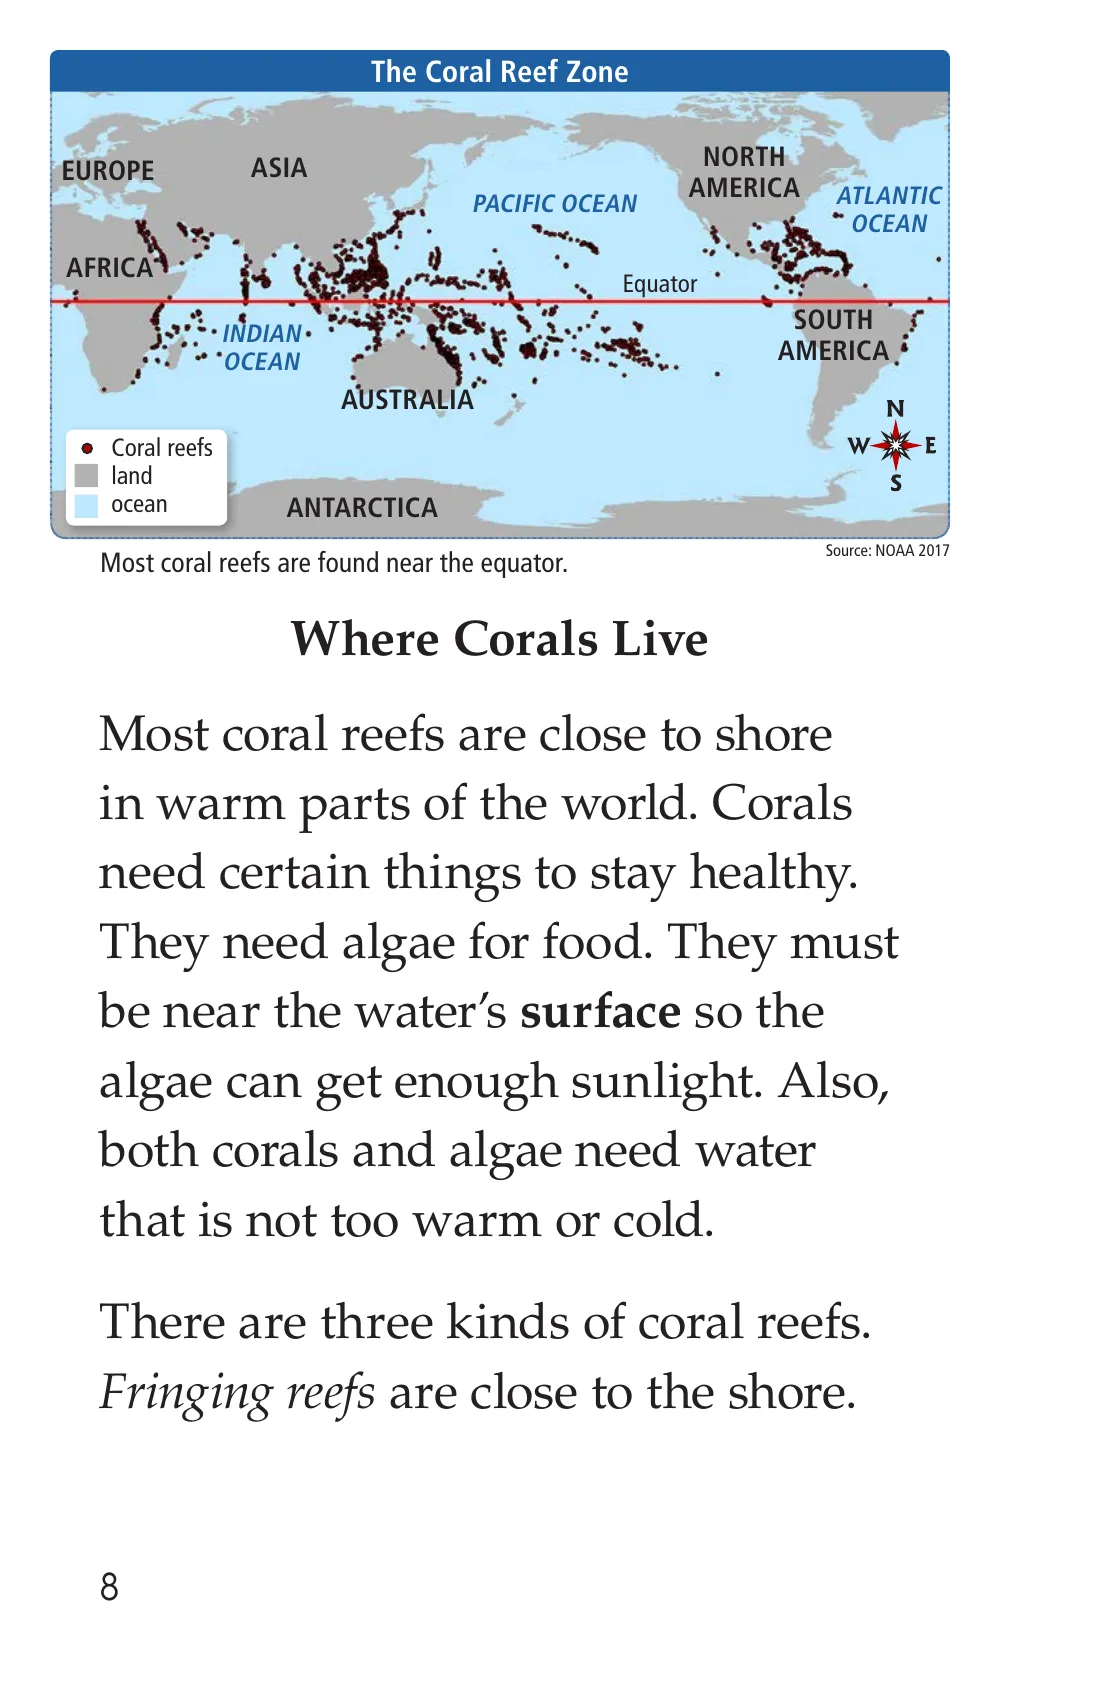 The Coral Reef Zone
EUROPE
ASIA
NORTH
AMERICA
PACIFIC OCEAN
ATLANTIC
OCEAN
AFRICA
Equator
INDIAN
OCEAN
SOUTH
AMERICA
AUSTRALIA
N
W
E
S
Coral reefs
land
ocean
ANTARCTICA
Most coral reefs are found near the equator.
Source: NOAA 2017
Where Corals Live
Most coral reefs are close to shore
in warm parts of the world. Corals
need certain things to stay healthy.
They need algae for food. They must
be near the water’s surface so the
algae can get enough sunlight. Also,
both corals and algae need water
that is not too warm or cold.
There are three kinds of coral reefs.
Fringing reefs are close to the shore.
8